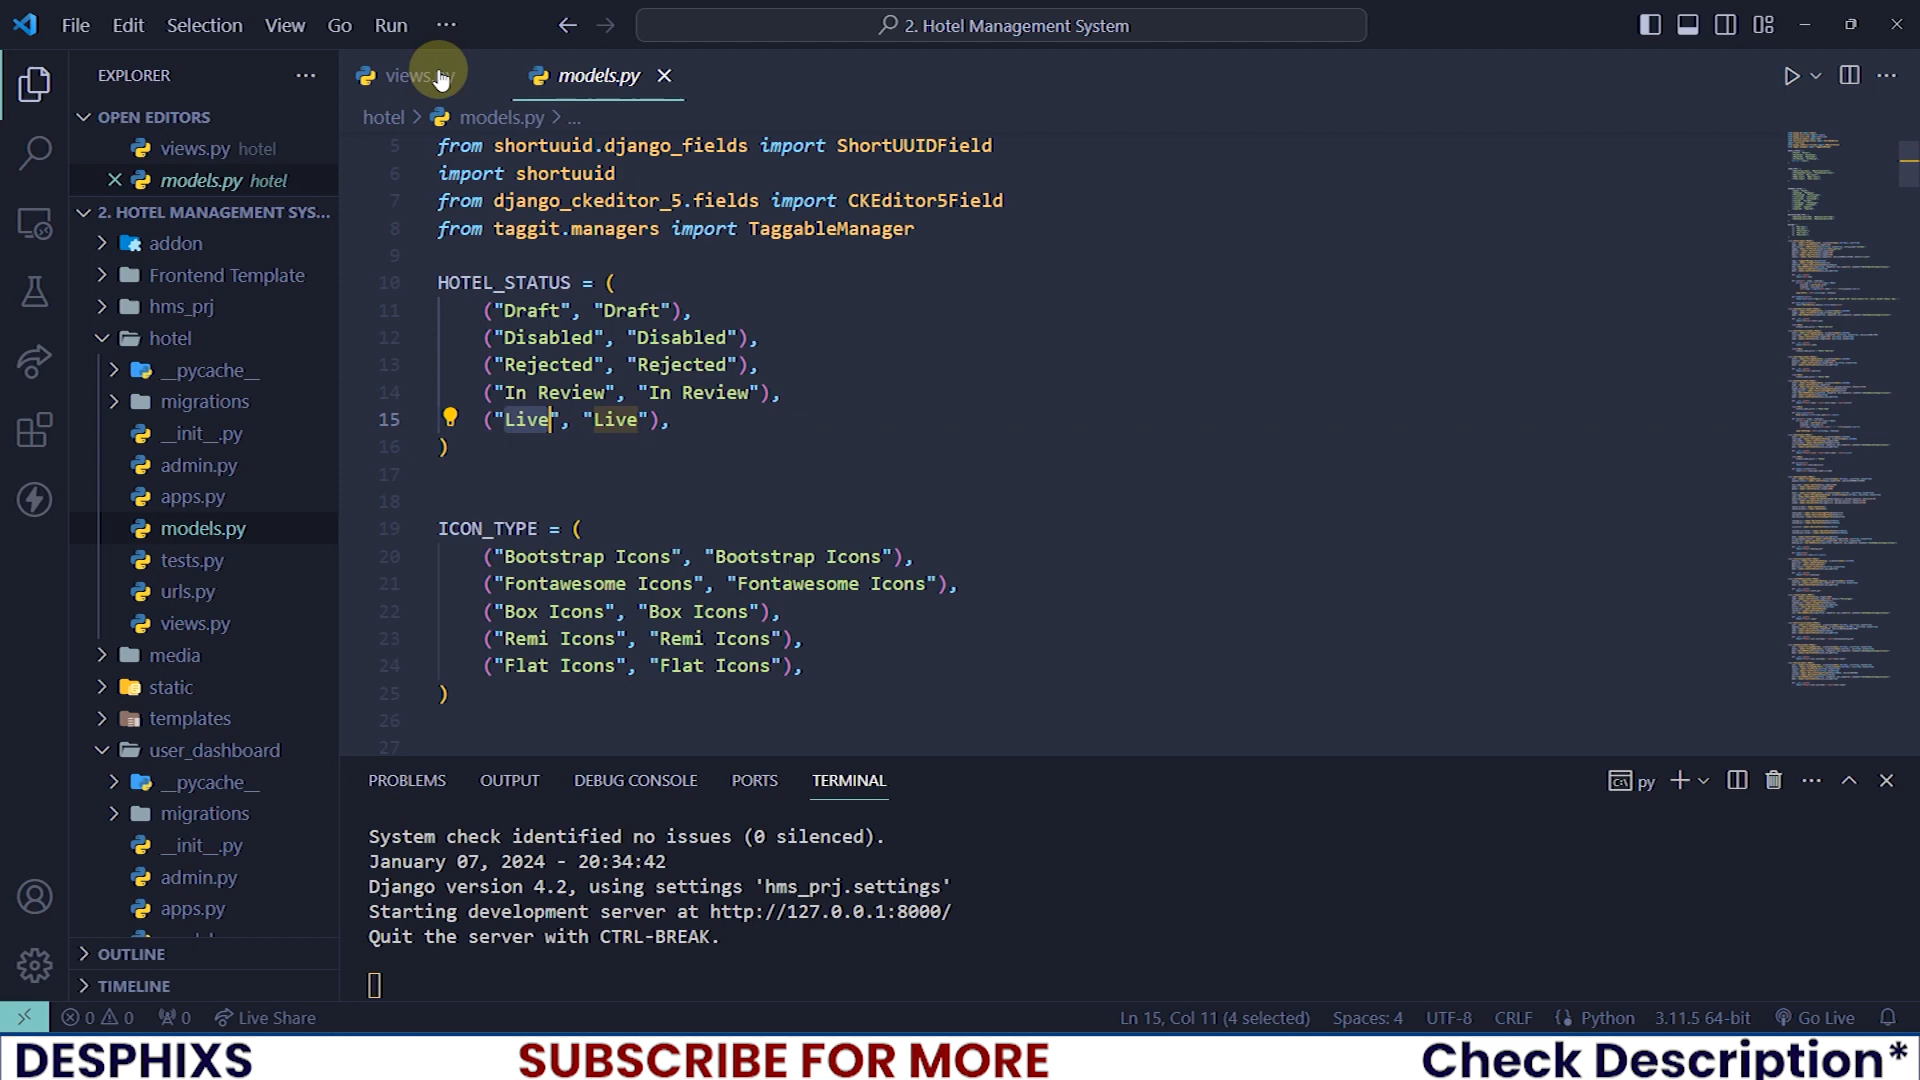 File Edit Selection View Go Run ···
2. Hotel Management System
EXPLORER ···
views.py
models.py
OPEN EDITORS
hotel > models.py > ...
views.py hotel
models.py hotel
2. HOTEL MANAGEMENT SYS...
addon
Frontend Template
hms_prj
hotel
__pycache__
migrations
__init__.py
admin.py
apps.py
models.py
tests.py
urls.py
views.py
media
static
templates
user_dashboard
__pycache__
migrations
__init__.py
admin.py
apps.py
OUTLINE
TIMELINE
5 from shortuuid.django_fields import ShortUUIDField
6 import shortuuid
7 from django_ckeditor_5.fields import CKEditor5Field
8 from taggit.managers import TaggableManager
9
10 HOTEL_STATUS = (
11 ("Draft", "Draft"),
12 ("Disabled", "Disabled"),
13 ("Rejected", "Rejected"),
14 ("In Review", "In Review"),
15 ("Live", "Live"),
16 )
17
18
19 ICON_TYPE = (
20 ("Bootstrap Icons", "Bootstrap Icons"),
21 ("Fontawesome Icons", "Fontawesome Icons"),
22 ("Box Icons", "Box Icons"),
23 ("Remi Icons", "Remi Icons"),
24 ("Flat Icons", "Flat Icons"),
25 )
26
27
PROBLEMS OUTPUT DEBUG CONSOLE PORTS TERMINAL
py
System check identified no issues (0 silenced).
January 07, 2024 - 20:34:42
Django version 4.2, using settings 'hms_prj.settings'
Starting development server at http://127.0.0.1:8000/
Quit the server with CTRL-BREAK.
0 0 0 Live Share
Ln 15, Col 11 (4 selected) Spaces: 4 UTF-8 CRLF Python 3.11.5 64-bit Go Live
DESPHIXS SUBSCRIBE FOR MORE Check Description*